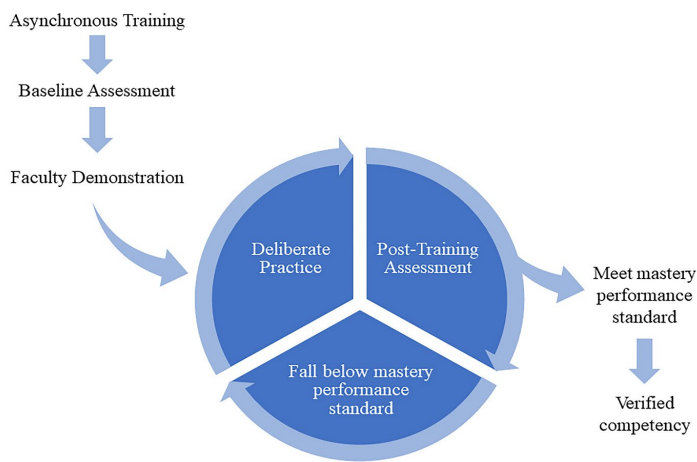 Asynchronous Training
Baseline Assessment
Faculty Demonstration
Deliberate
Practice
Post-Training
Assessment
Fall below mastery
performance
standard
Meet mastery
performance
standard
Verified
competency